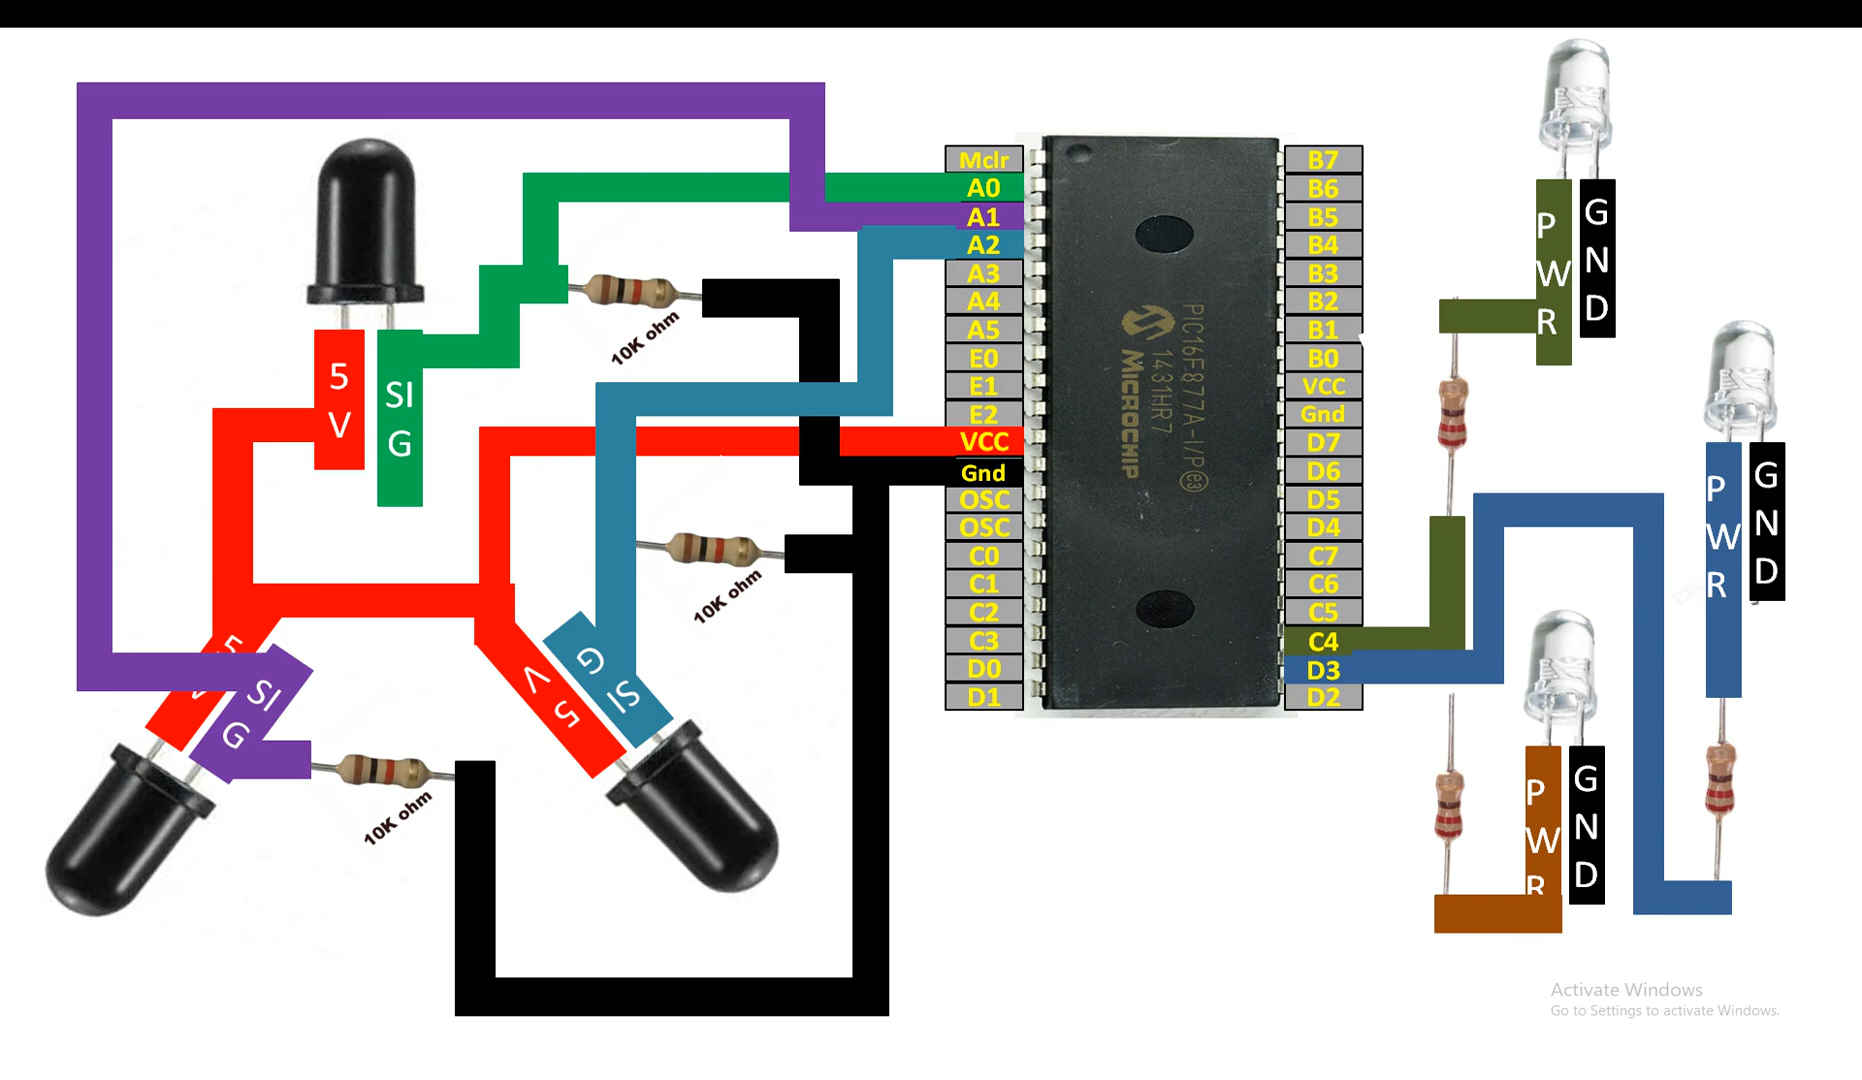 Mclr
A0
A1
A2
A3
A4
A5
E0
E1
E2
VCC
Gnd
OSC
OSC
C0
C1
C2
C3
D0
D1
B7
B6
B5
B4
B3
B2
B1
B0
VCC
Gnd
D7
D6
D5
D4
C7
C6
C5
C4
D3
D2
PIC16F877A-I/P e3
1431HR7
MICROCHIP
5
V
SI
G
10K ohm
10K ohm
10K ohm
5
V
SI
G
5
V
SI
G
P
W
R
G
N
D
P
W
R
G
N
D
P
W
R
G
N
D
Activate Windows
Go to Settings to activate Windows.